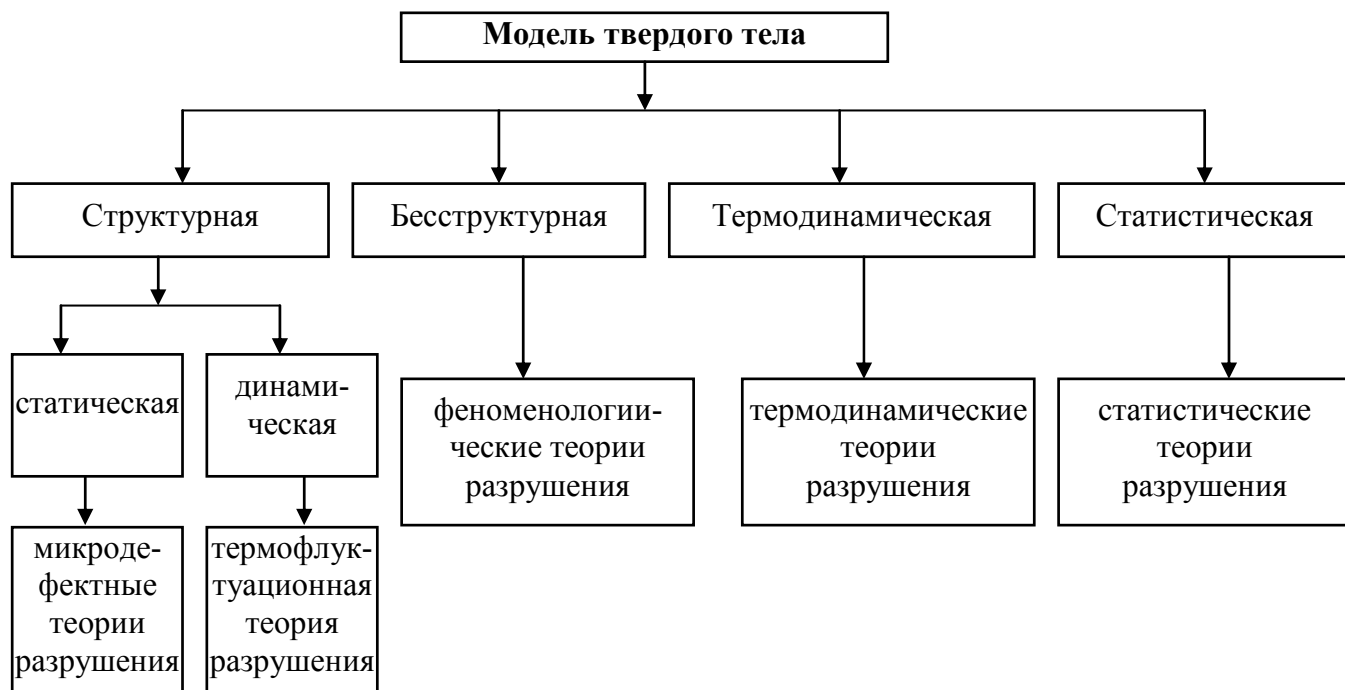 Модель твердого тела
Структурная
Бесструктурная
Термодинамическая
Статистическая
статическая
динами-
ческая
феноменологии-
ческие теории
разрушения
термодинамические
теории
разрушения
статистические
теории
разрушения
микроде-
фектные
теории
разрушения
термофлук-
туационная
теория
разрушения